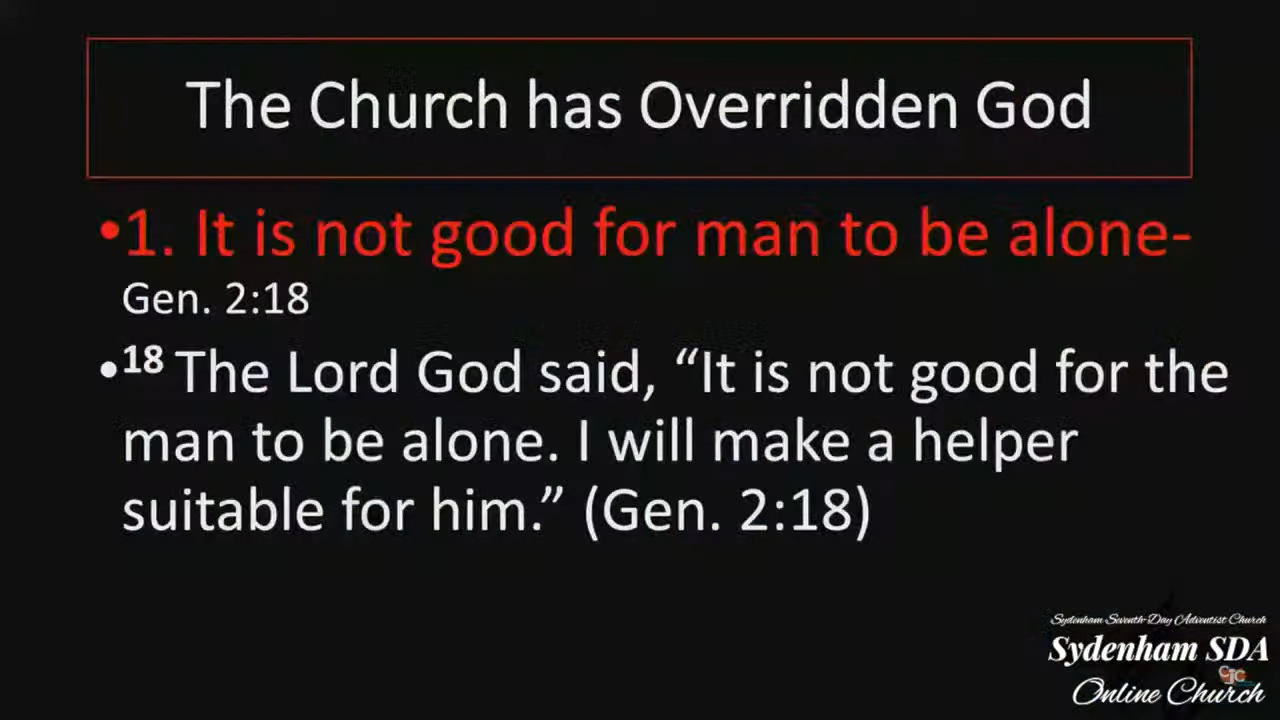 The Church has Overridden God
•1. It is not good for man to be alone-
Gen. 2:18
•18 The Lord God said, “It is not good for the
man to be alone. I will make a helper
suitable for him.” (Gen. 2:18)
Sydenham Seventh-Day Adventist Church
Sydenham SDA
CJC
Online Church